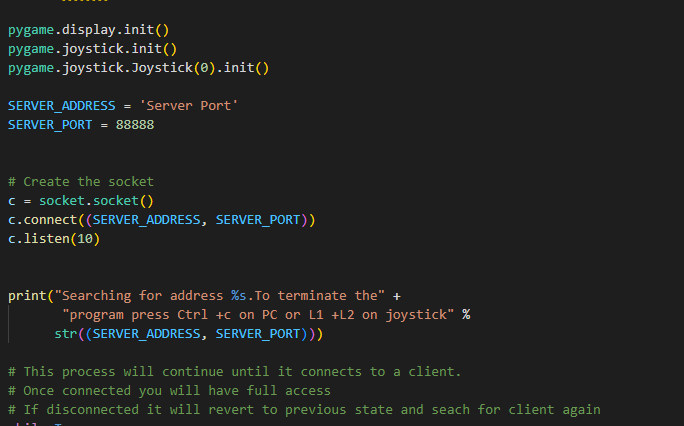 pygame.display.init()
pygame.joystick.init()
pygame.joystick.Joystick(0).init()
SERVER_ADDRESS = 'Server Port'
SERVER_PORT = 88888
# Create the socket
c = socket.socket()
c.connect((SERVER_ADDRESS, SERVER_PORT))
c.listen(10)
print("Searching for address %s.To terminate the" +
"program press Ctrl +c on PC or L1 +L2 on joystick" %
str((SERVER_ADDRESS, SERVER_PORT)))
# This process will continue until it connects to a client.
# Once connected you will have full access
# If disconnected it will revert to previous state and seach for client again